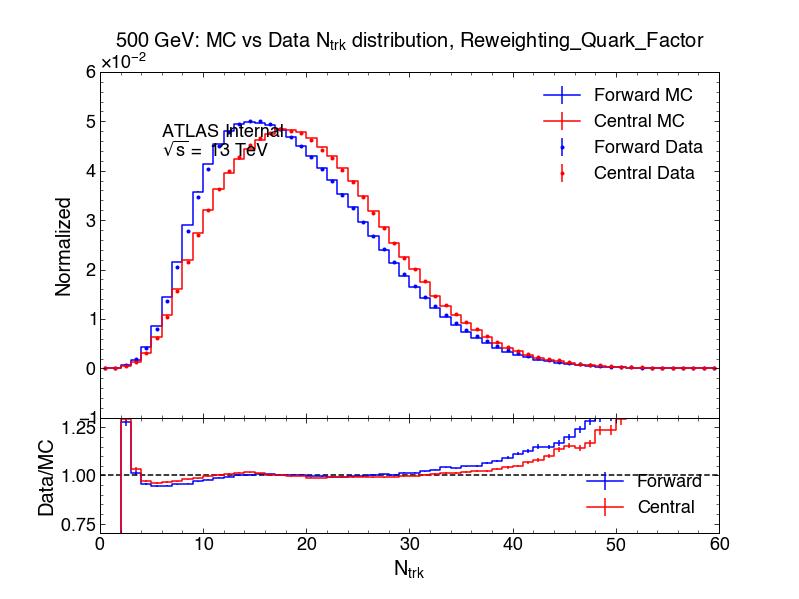 500 GeV: MC vs Data Ntrk distribution, Reweighting_Quark_Factor
×10−2
6
5
4
3
2
1
0
−1
Normalized
ATLAS Internal
√s = 13 TeV
Forward MC
Central MC
Forward Data
Central Data
1.25
1.00
0.75
Data/MC
Forward
Central
0 10 20 30 40 50 60
Ntrk